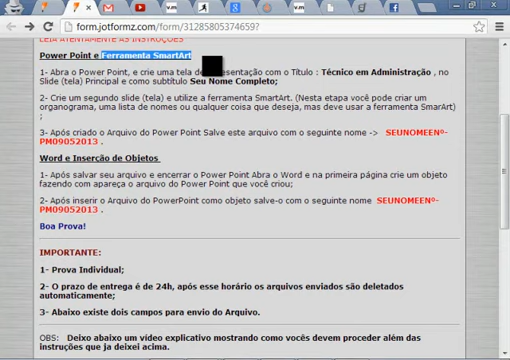 form.jotformz.com/form/31285805374659?
LEIA ATENTAMENTE AS INSTRUÇÕES
Power Point e Ferramenta SmartArt
1- Abra o Power Point, e crie uma tela de esentação com o Título : Técnico em Administração , no
Slide (tela) Principal e como subtítulo Seu Nome Completo;
2- Crie um segundo slide (tela) e utilize a ferramenta SmartArt. (Nesta etapa você pode criar um
organograma, uma lista de nomes ou qualquer coisa que deseja, mas deve usar a ferramenta SmarArt)
;
3- Após criado o Arquivo do Power Point Salve este arquivo com o seguinte nome -> SEUNOMENº-
PM09052013 .
Word e Inserção de Objetos
1- Após salvar seu arquivo e encerrar o Power Point Abra o Word e na primeira página crie um objeto
fazendo com apareça o arquivo do Power Point que você criou;
2- Após inserir o Arquivo do PowerPoint como objeto salve-o com o seguinte nome SEUNOMENº-
PM09052013 .
Boa Prova!
IMPORTANTE:
1- Prova Individual;
2- O prazo de entrega é de 24h, após esse horário os arquivos enviados são deletados
automaticamente;
3- Abaixo existe dois campos para envio do Arquivo.
OBS: Deixo abaixo um vídeo explicativo mostrando como vocês devem proceder além das
instruções que ja deixei acima.